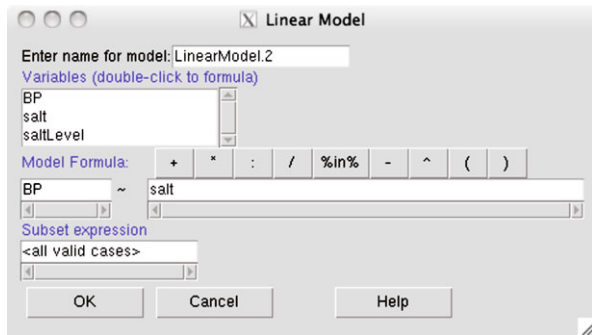 X Linear Model
Enter name for model: LinearModel.2
Variables (double-click to formula)
BP
salt
saltLevel
Model Formula: + * : / %in% - ^ ( )
BP ~ salt
Subset expression
<all valid cases>
OK Cancel Help